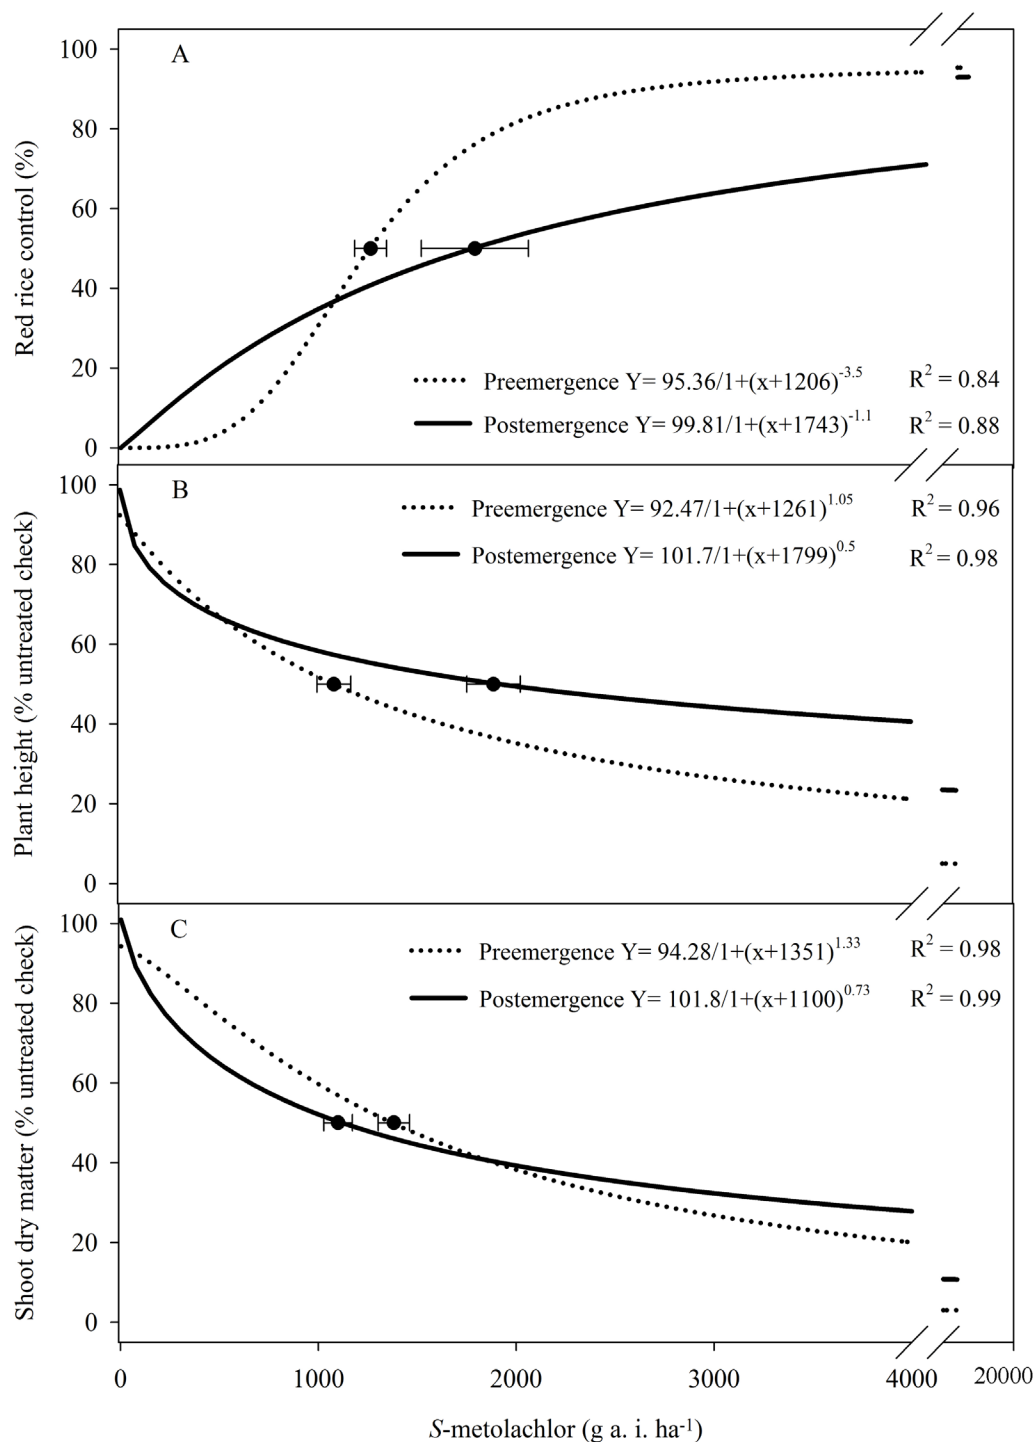 A
100
80
60
40
20
0
Red rice control (%)
Preemergence Y= 95.36/1+(x+1206)^-3.5 R^2 = 0.84
Postemergence Y= 99.81/1+(x+1743)^-1.1 R^2 = 0.88
B
100
80
60
40
20
0
Plant height (% untreated check)
Preemergence Y= 92.47/1+(x+1261)^1.05 R^2 = 0.96
Postemergence Y= 101.7/1+(x+1799)^0.5 R^2 = 0.98
C
100
80
60
40
20
0
Shoot dry matter (% untreated check)
Preemergence Y= 94.28/1+(x+1351)^1.33 R^2 = 0.98
Postemergence Y= 101.8/1+(x+1100)^0.73 R^2 = 0.99
0 1000 2000 3000 4000 20000
S-metolachlor (g a. i. ha^-1)